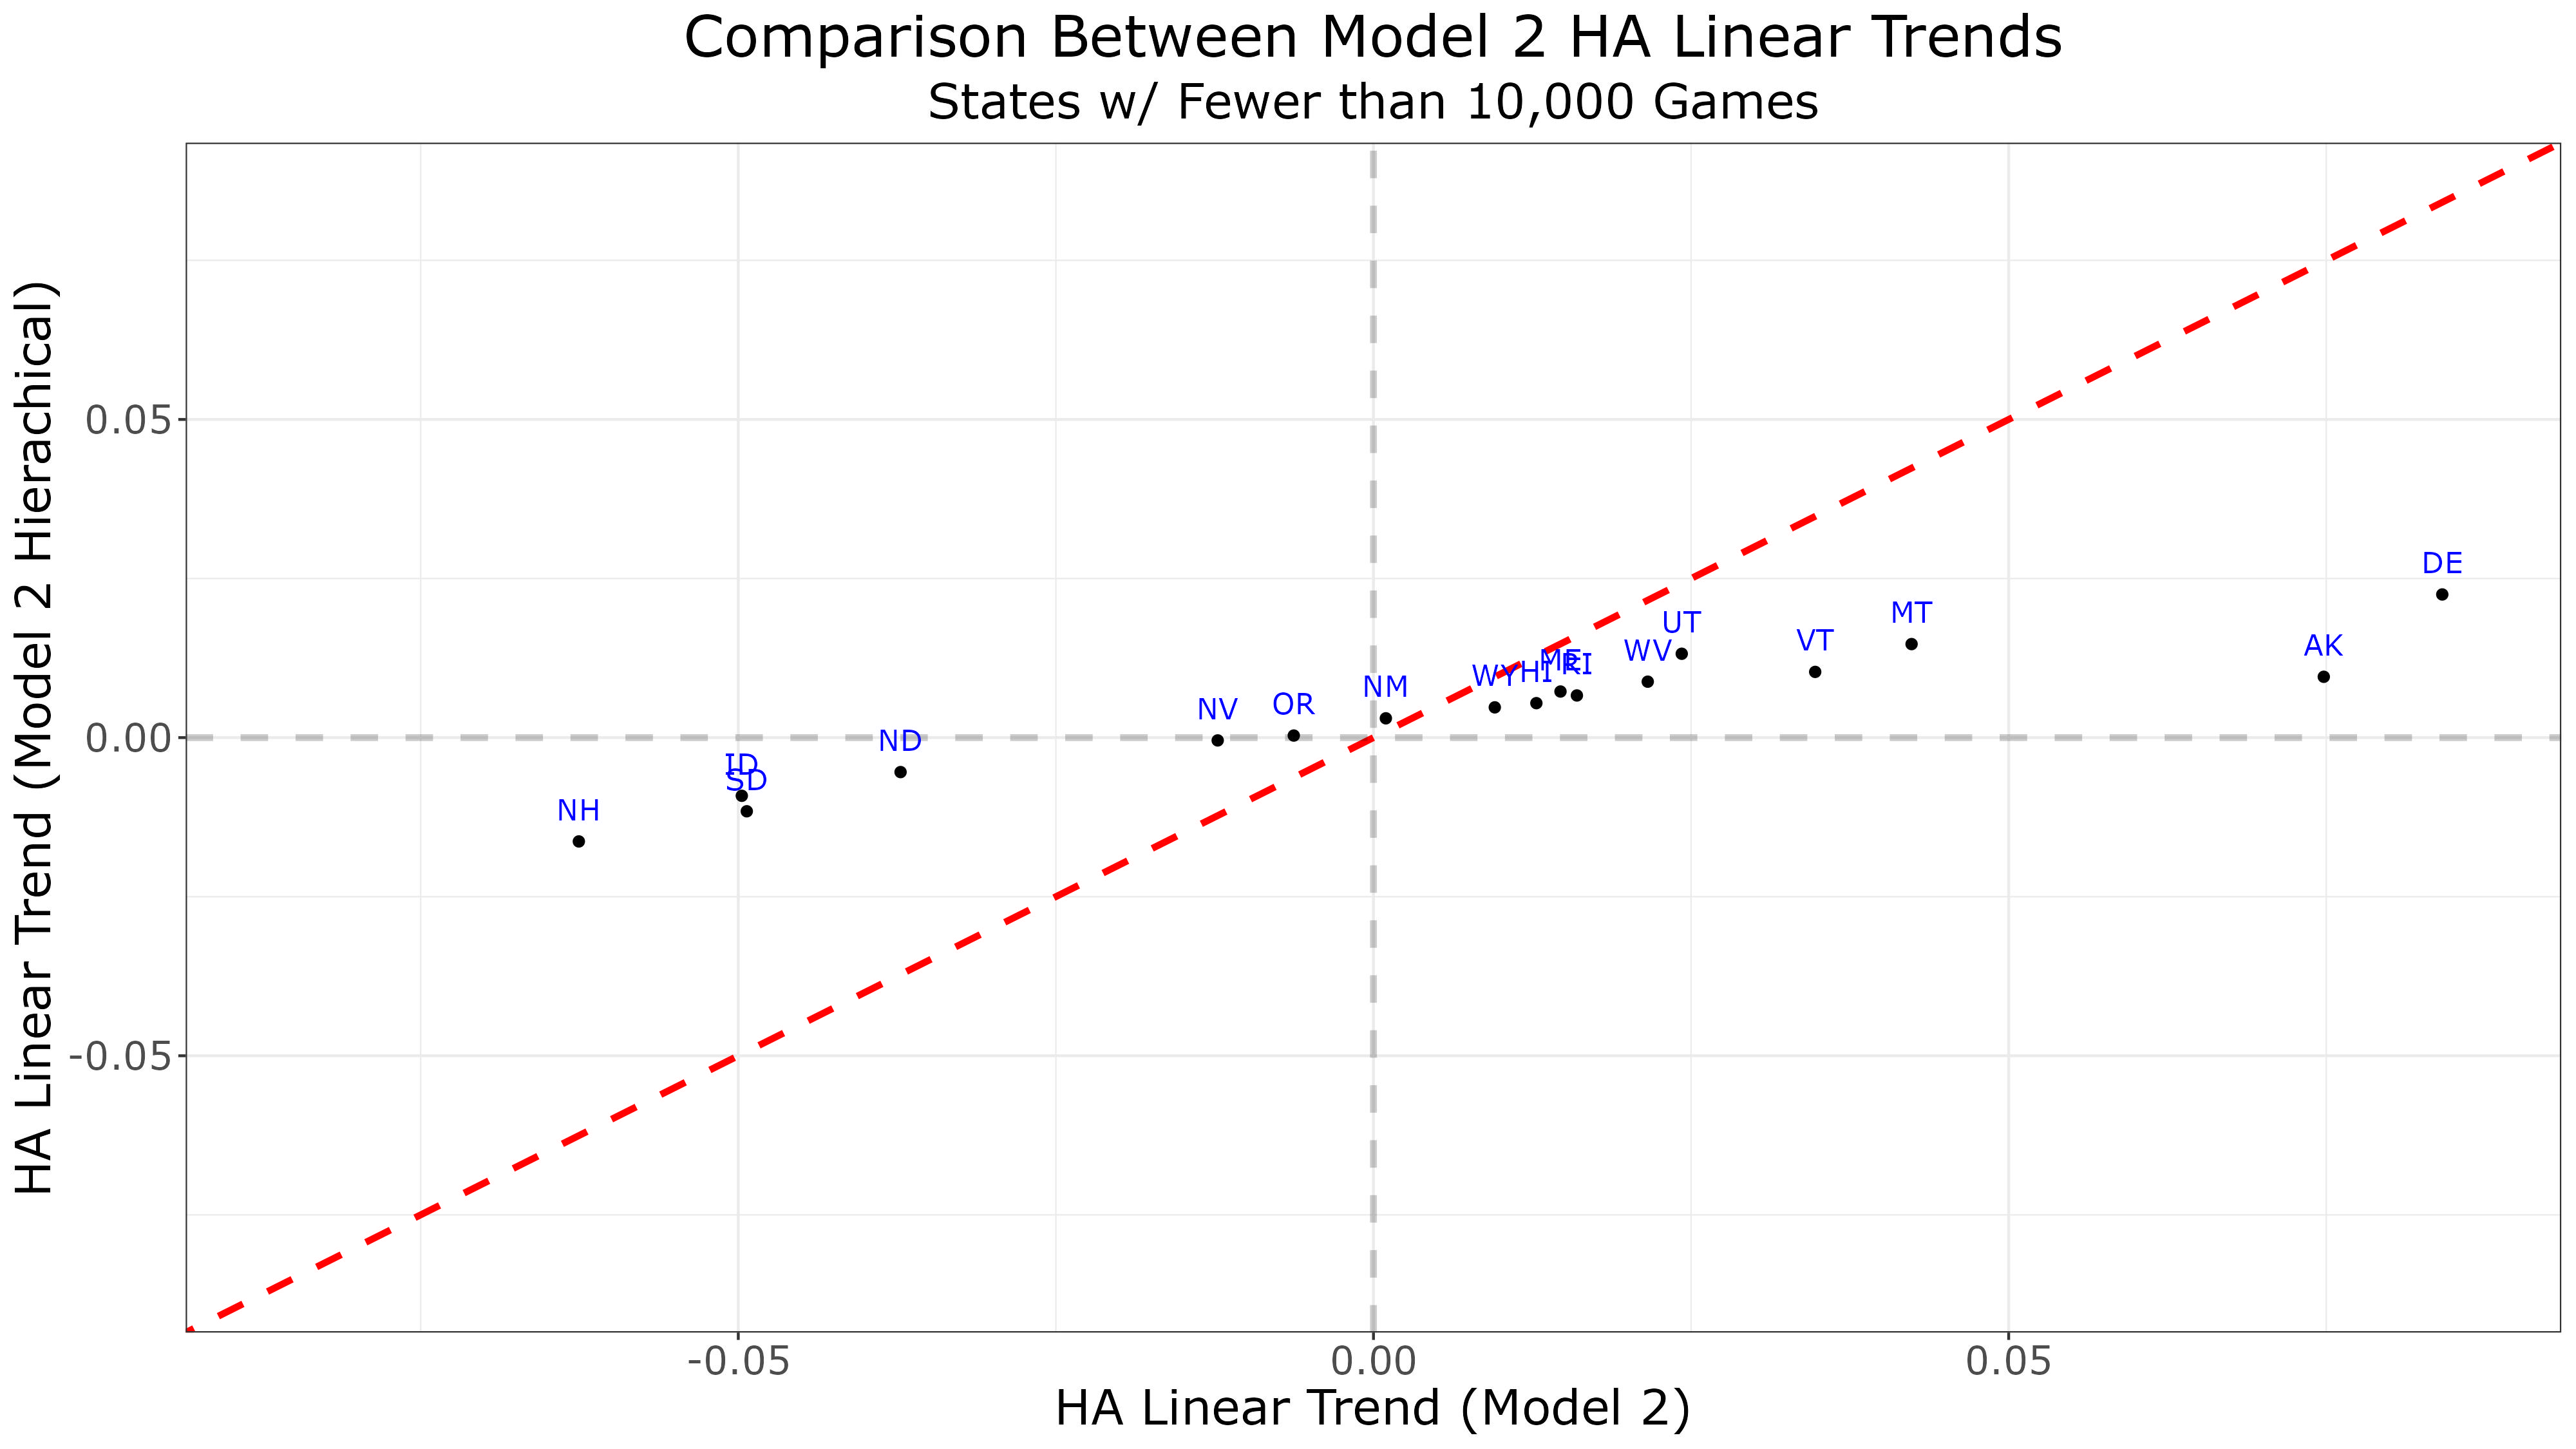 Comparison Between Model 2 HA Linear Trends
States w/ Fewer than 10,000 Games
HA Linear Trend (Model 2 Hierachical)
0.05
0.00
-0.05
DE
UT
MT
VT
AK
WV
ME
RI
HI
WY
NM
OR
NV
ND
ID
SD
NH
-0.05
0.00
0.05
HA Linear Trend (Model 2)